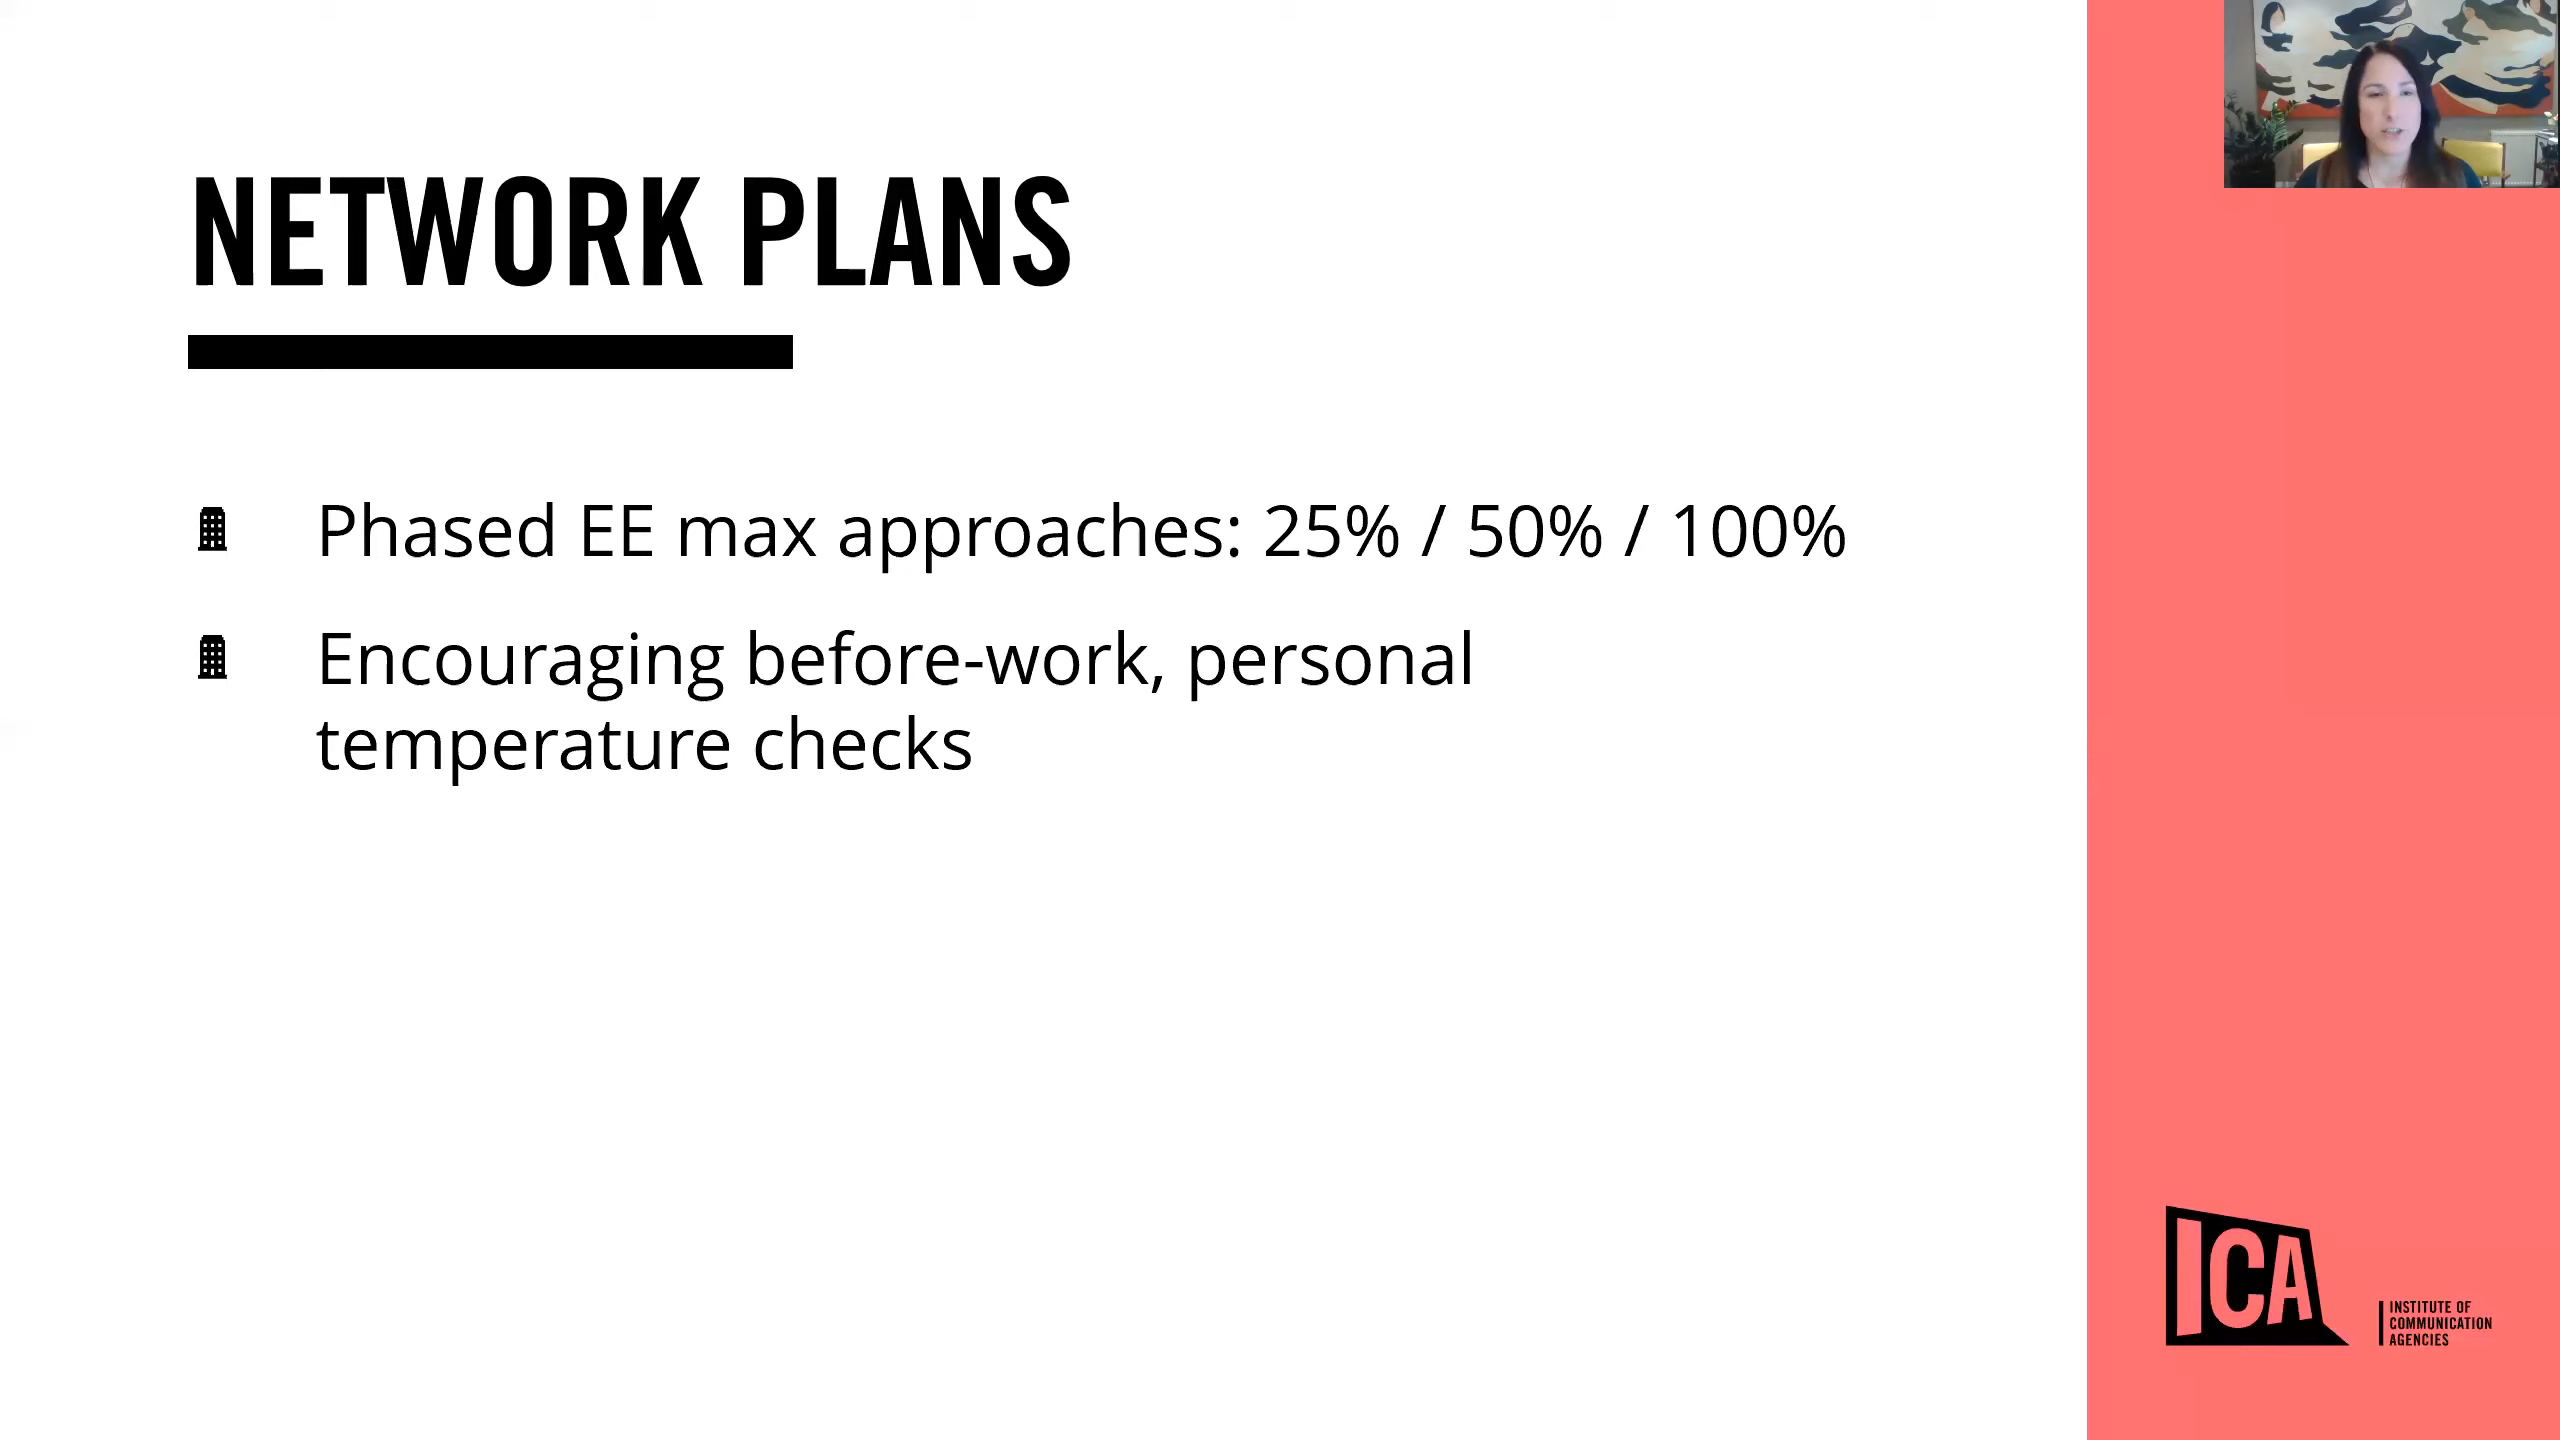 NETWORK PLANS
Phased EE max approaches: 25% / 50% / 100%
Encouraging before-work, personal
temperature checks
ICA
INSTITUTE OF
COMMUNICATION
AGENCIES